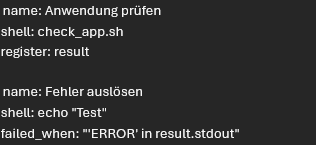 name: Anwendung prüfen
shell: check_app.sh
register: result

name: Fehler auslösen
shell: echo "Test"
failed_when: "'ERROR' in result.stdout"